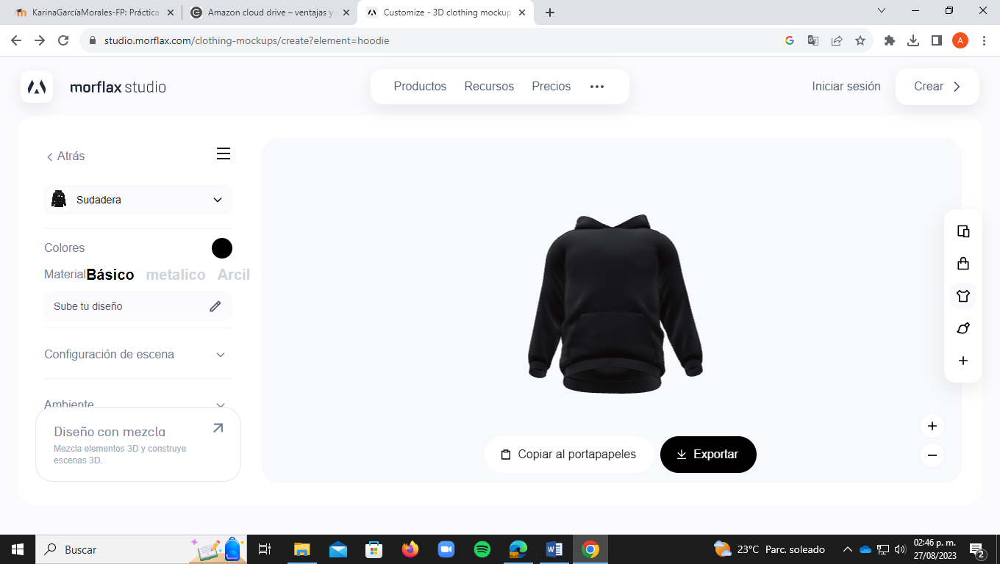 KarinaGarcíaMorales-FP: Práctica
Amazon cloud drive – ventajas y
Customize - 3D clothing mockup
studio.morflax.com/clothing-mockups/create?element=hoodie
A
morflax studio
Productos
Recursos
Precios
Iniciar sesión
Crear
Atrás
Sudadera
Colores
Material Básico metalico Arcil
Sube tu diseño
Configuración de escena
Ambiente
Diseño con mezcla
Mezcla elementos 3D y construye
escenas 3D.
Copiar al portapapeles
Exportar
Buscar
23°C Parc. soleado
02:46 p. m.
27/08/2023
2